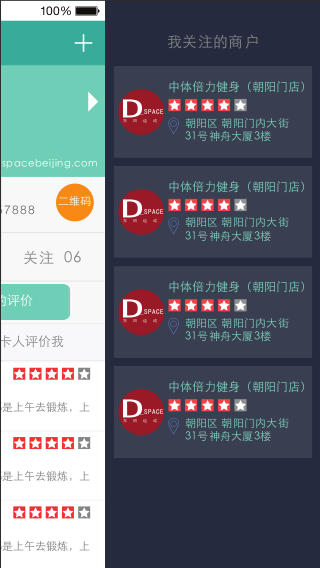 100%
spacebeijing.com
57888
二维码
关注 06
的评价
卡人评价我
是上午去锻炼，上
是上午去锻炼，上
是上午去锻炼，上
我关注的商户
D.SPACE
中体倍力健身（朝阳门店）
朝阳区 朝阳门内大街
31号神舟大厦3楼
D.SPACE
中体倍力健身（朝阳门店）
朝阳区 朝阳门内大街
31号神舟大厦3楼
D.SPACE
中体倍力健身（朝阳门店）
朝阳区 朝阳门内大街
31号神舟大厦3楼
D.SPACE
中体倍力健身（朝阳门店）
朝阳区 朝阳门内大街
31号神舟大厦3楼